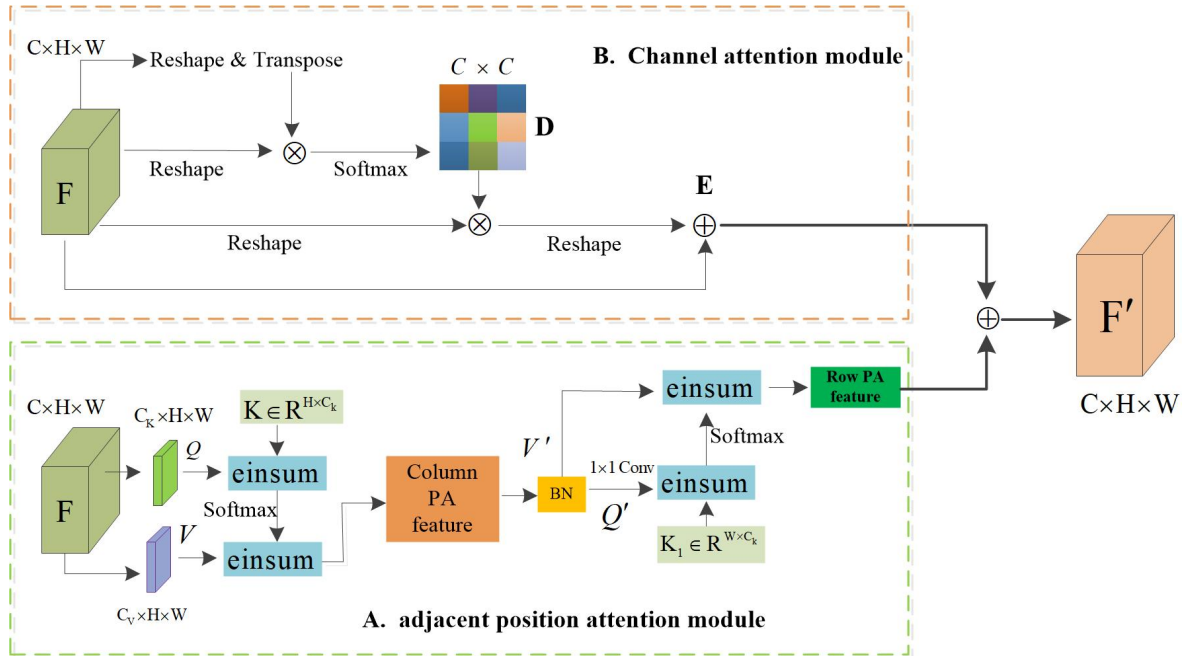 C×H×W
Reshape & Transpose
C × C
B. Channel attention module
D
F
Reshape
⊗
Softmax
E
Reshape
⊗
Reshape
⊕
⊕
F′
C×H×W
C×H×W
C_K×H×W
Q
K ∈ R^{H×C_k}
einsum
Row PA
feature
F
einsum
Softmax
Softmax
V
einsum
Column
PA
feature
V′
BN
1×1 Conv
Q′
einsum
K_1 ∈ R^{W×C_k}
C_V×H×W
A. adjacent position attention module